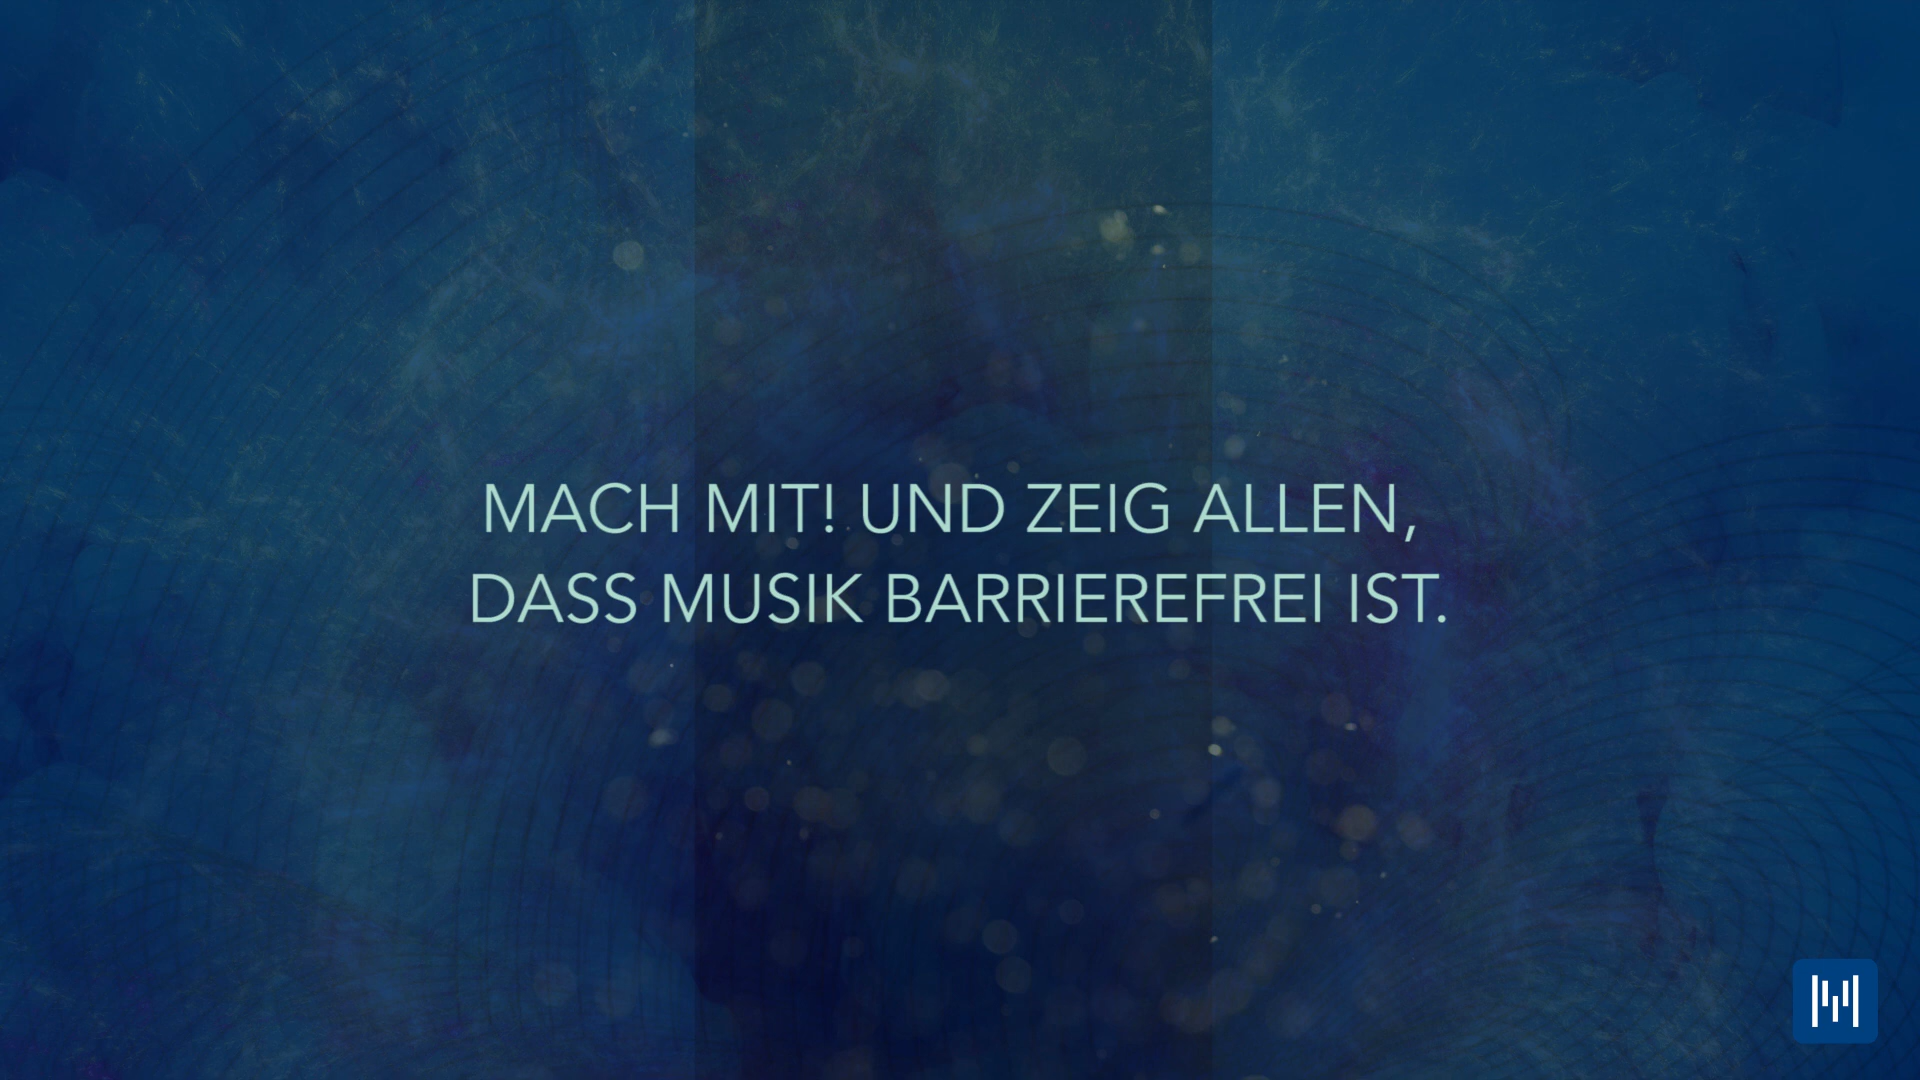 MACH MIT! UND ZEIG ALLEN,
DASS MUSIK BARRIEREFREI IST.